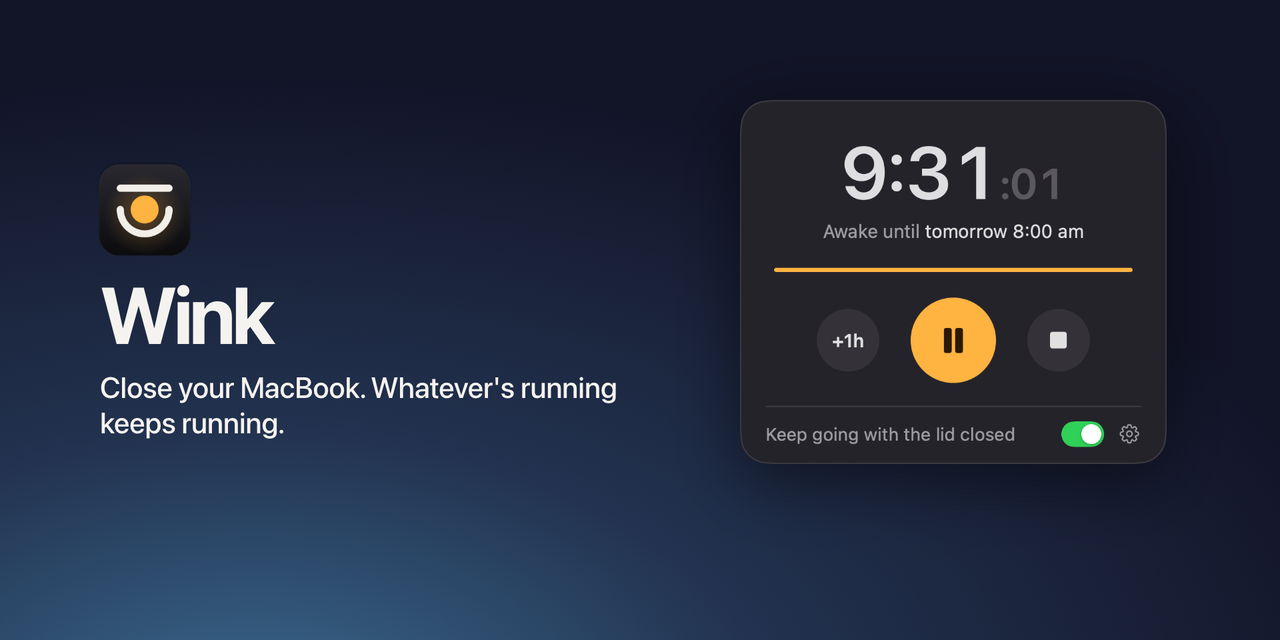 Wink
Close your MacBook. Whatever's running
keeps running.
9:31:01
Awake until tomorrow 8:00 am
+1h
Keep going with the lid closed